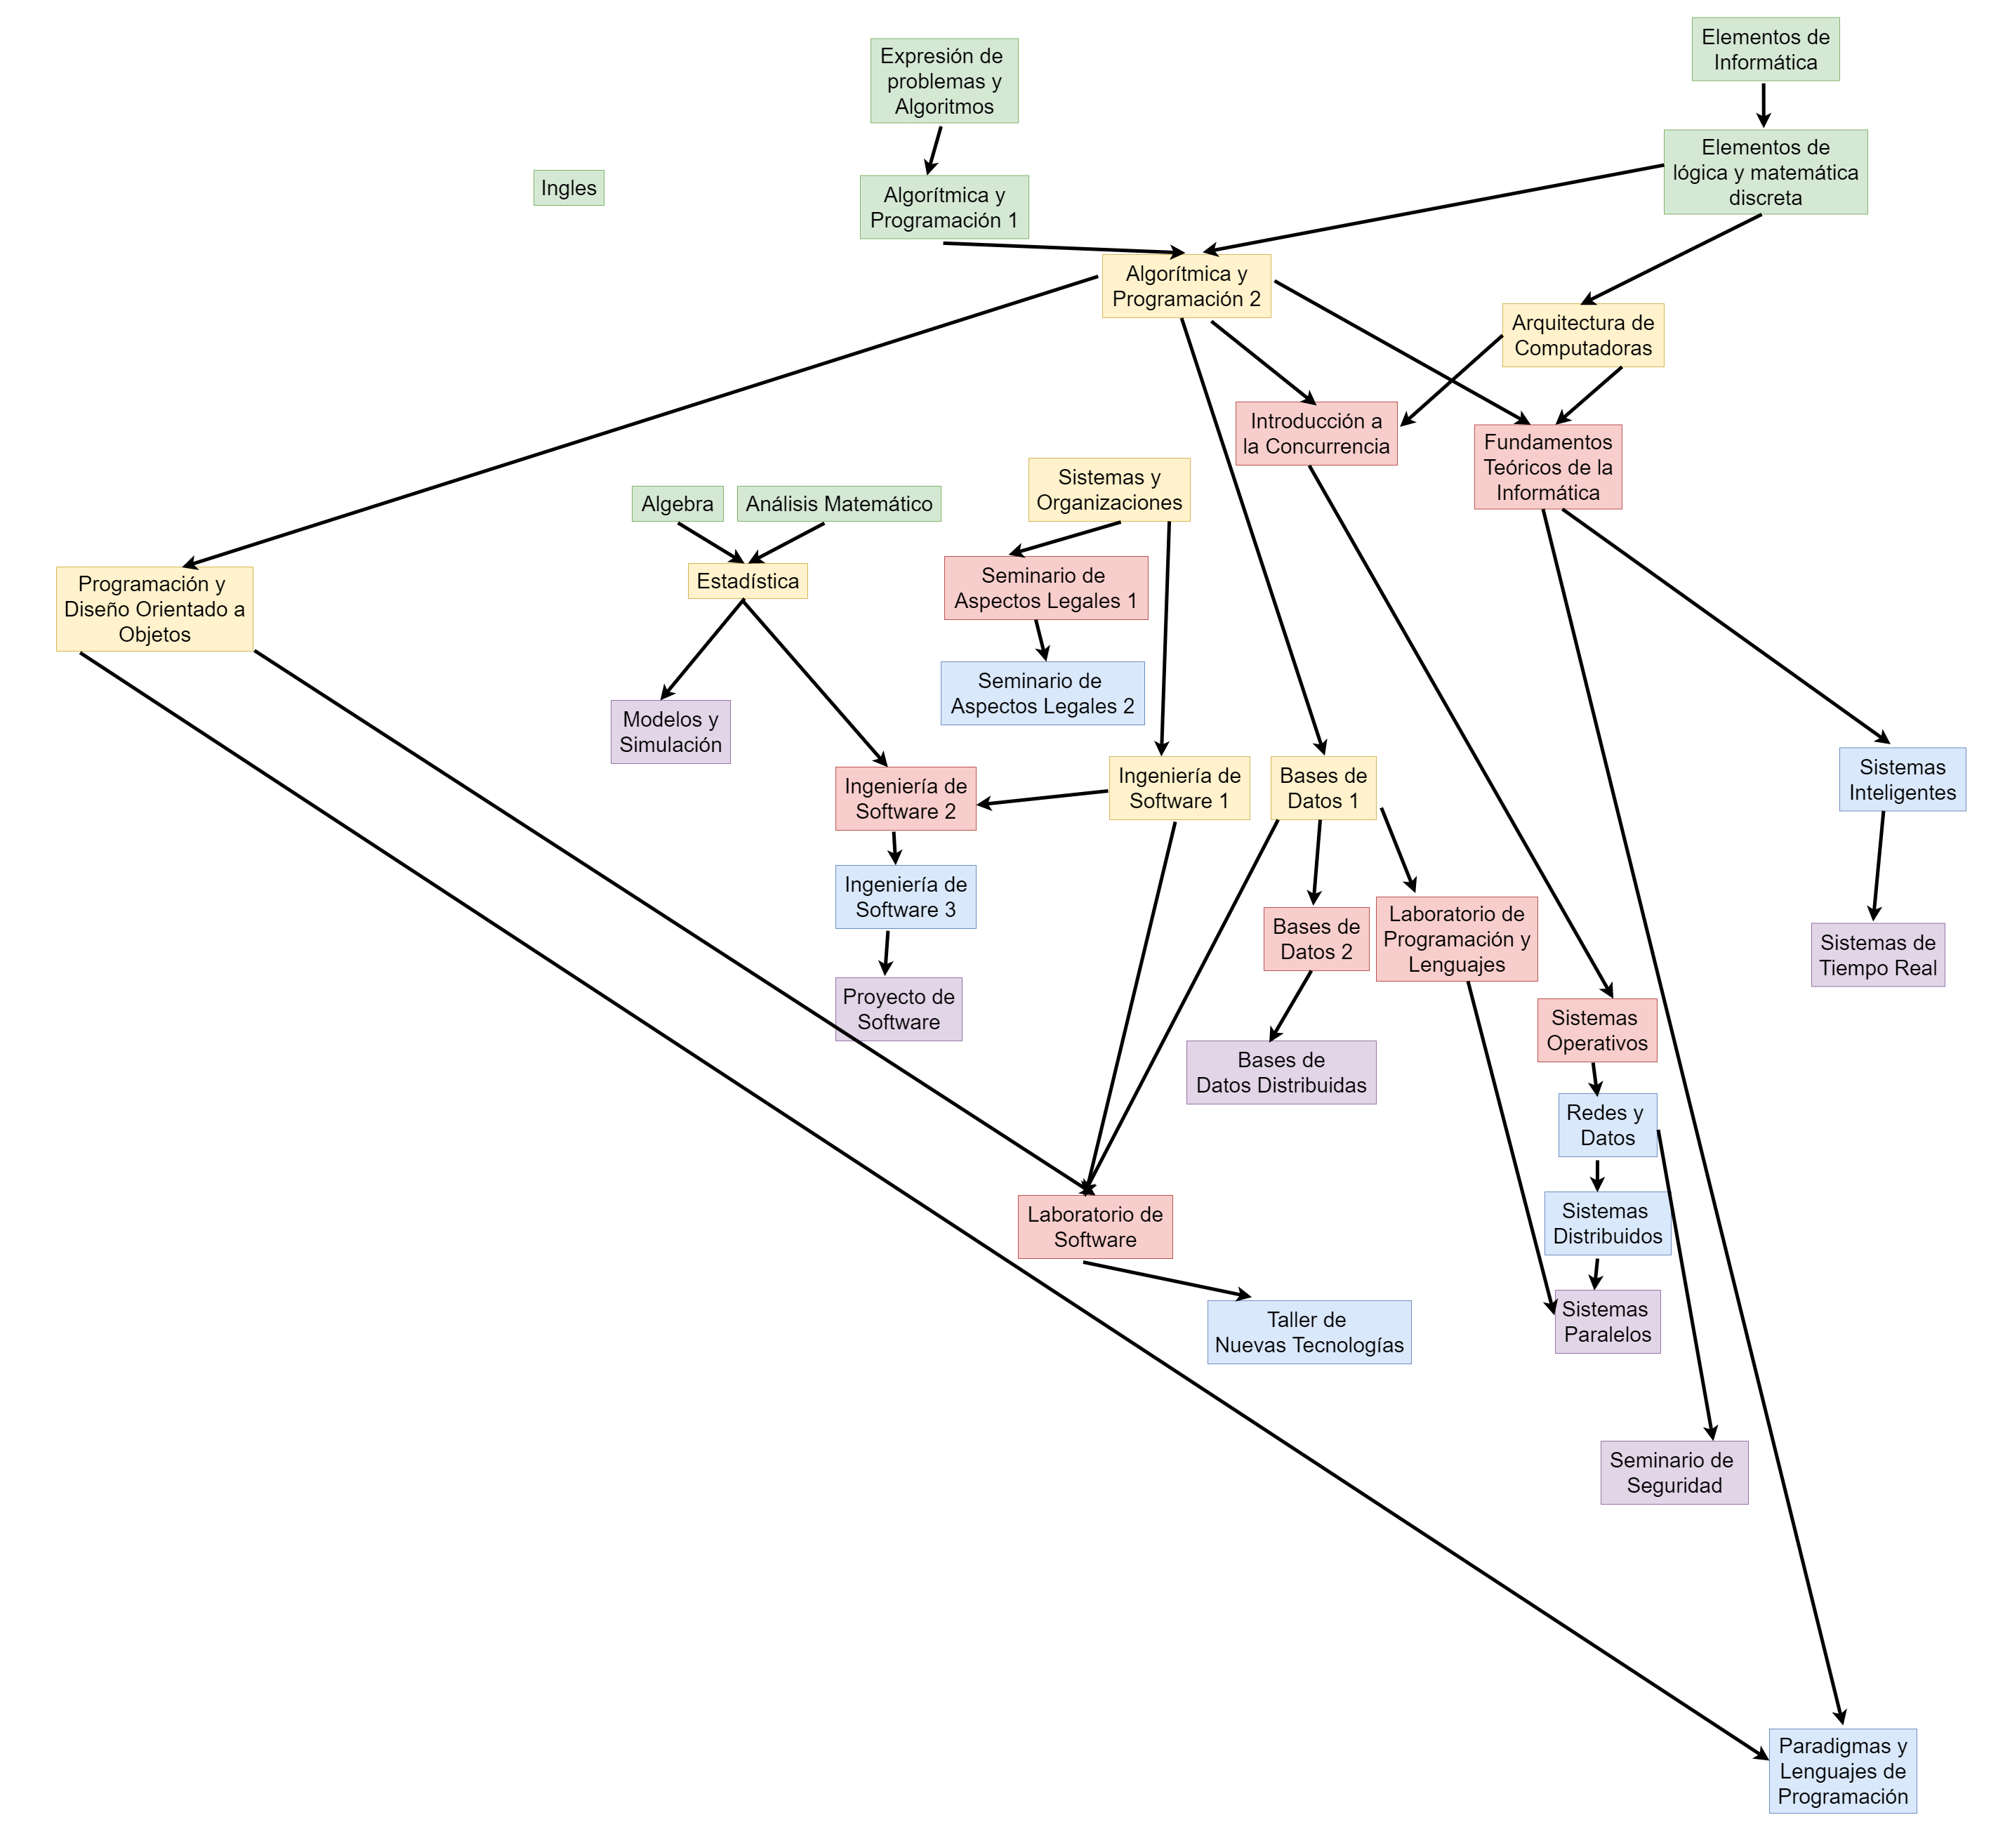 Elementos de
Informática
Expresión de
problemas y
Algoritmos
Elementos de
lógica y matemática
discreta
Ingles
Algorítmica y
Programación 1
Algorítmica y
Programación 2
Arquitectura de
Computadoras
Introducción a
la Concurrencia
Fundamentos
Teóricos de la
Informática
Sistemas y
Organizaciones
Algebra
Análisis Matemático
Seminario de
Aspectos Legales 1
Estadística
Programación y
Diseño Orientado a
Objetos
Seminario de
Aspectos Legales 2
Modelos y
Simulación
Ingeniería de
Software 2
Ingeniería de
Software 1
Bases de
Datos 1
Sistemas
Inteligentes
Ingeniería de
Software 3
Bases de
Datos 2
Laboratorio de
Programación y
Lenguajes
Sistemas de
Tiempo Real
Proyecto de
Software
Sistemas
Operativos
Bases de
Datos Distribuidas
Redes y
Datos
Laboratorio de
Software
Sistemas
Distribuidos
Taller de
Nuevas Tecnologías
Sistemas
Paralelos
Seminario de
Seguridad
Paradigmas y
Lenguajes de
Programación